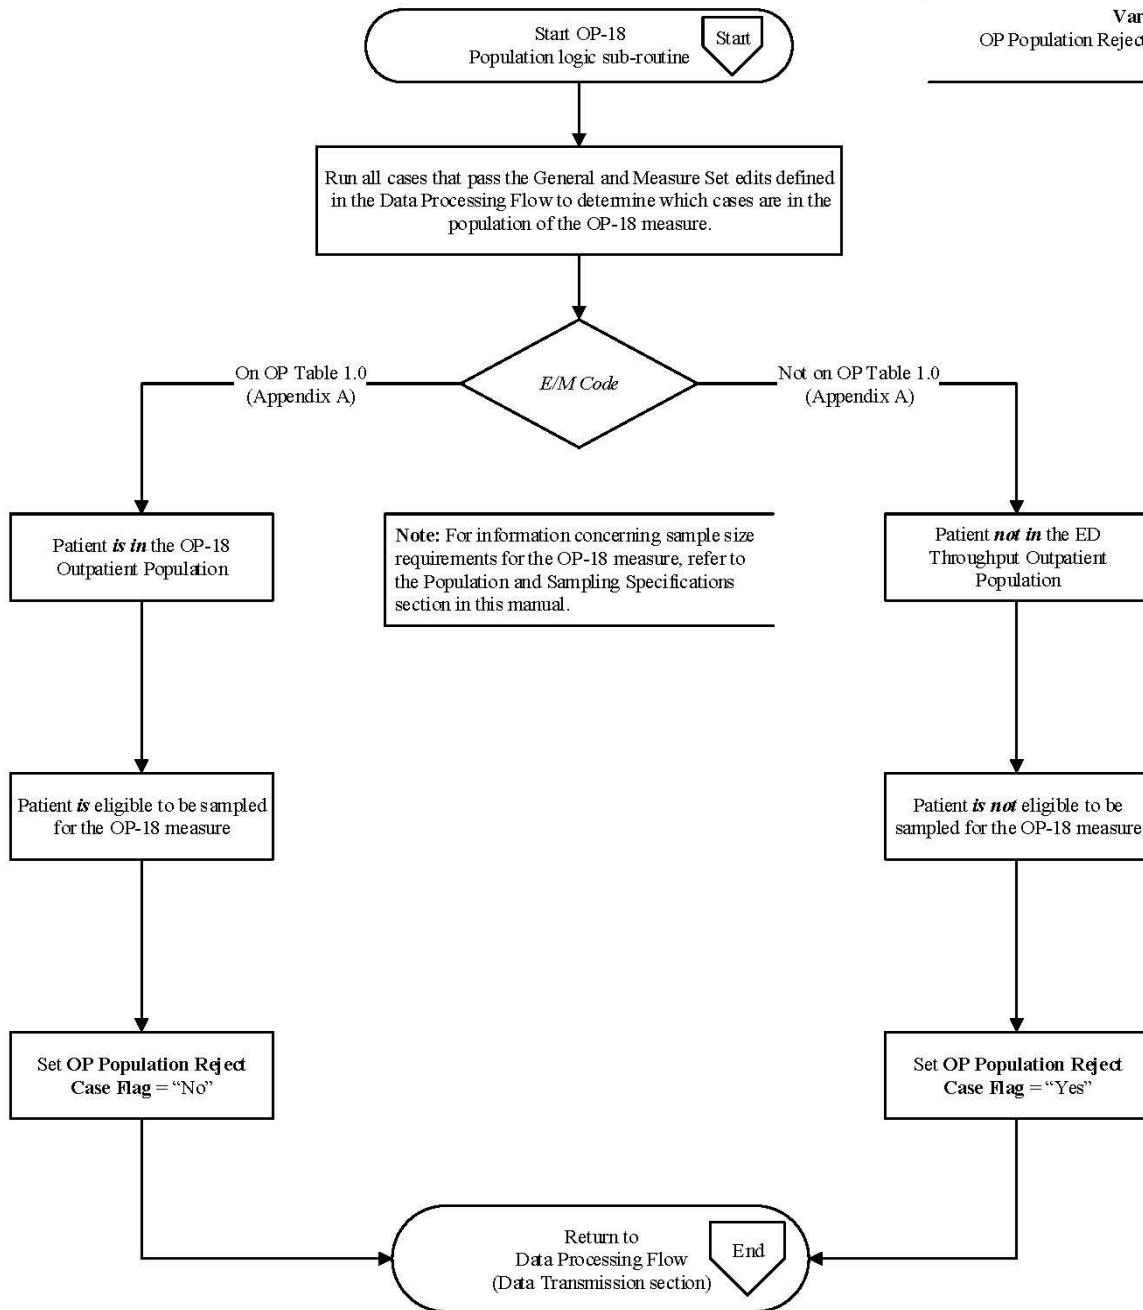 Start OP-18
Population logic sub-routine
Start
OP Population Reject
Run all cases that pass the General and Measure Set edits defined
in the Data Processing Flow to determine which cases are in the
population of the OP-18 measure.
On OP Table 1.0
(Appendix A)
E/M Code
Not on OP Table 1.0
(Appendix A)
Patient is in the OP-18
Outpatient Population
Note: For information concerning sample size
requirements for the OP-18 measure, refer to
the Population and Sampling Specifications
section in this manual.
Patient not in the ED
Throughput Outpatient
Population
Patient is eligible to be sampled
for the OP-18 measure
Patient is not eligible to be
sampled for the OP-18 measure
Set OP Population Reject
Case Flag = “No”
Set OP Population Reject
Case Flag = “Yes”
Return to
Data Processing Flow
(Data Transmission section)
End